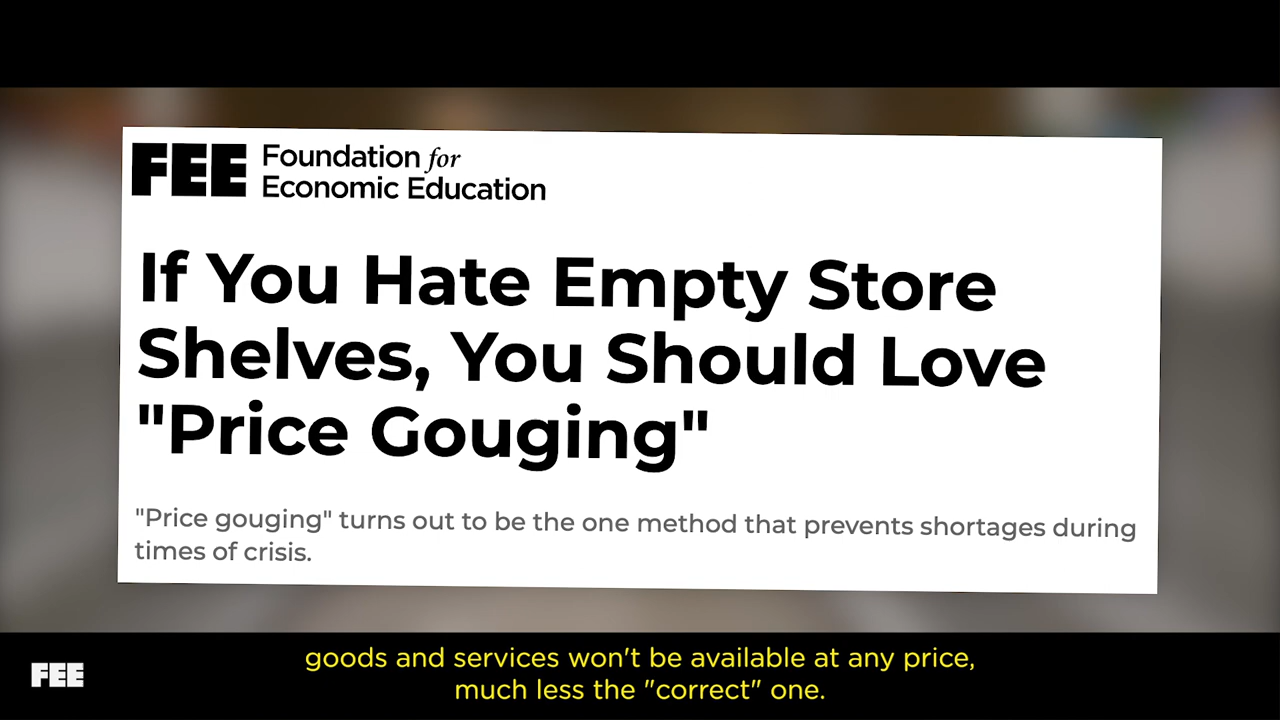 FEE Foundation for
Economic Education
If You Hate Empty Store
Shelves, You Should Love
"Price Gouging"
"Price gouging" turns out to be the one method that prevents shortages during
times of crisis.
FEE
goods and services won't be available at any price,
much less the "correct" one.